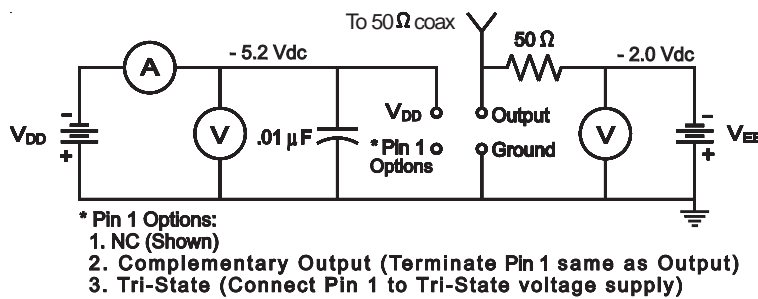 To 50 Ω coax
50 Ω
- 5.2 Vdc
- 2.0 Vdc
A
-
VDD
+
V
.01 µF
VDD
* Pin 1
Options
Output
Ground
V
-
VEE
+
* Pin 1 Options:
1. NC (Shown)
2. Complementary Output (Terminate Pin 1 same as Output)
3. Tri-State (Connect Pin 1 to Tri-State voltage supply)